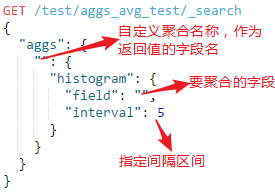 GET /test/aggs_avg_test/_search
{
"aggs": {
自定义聚合名称，作为
返回值的字段名
"": {
"histogram": {
要聚合的字段
"field": "",
"interval": 5
}
}
指定间隔区间
}
}